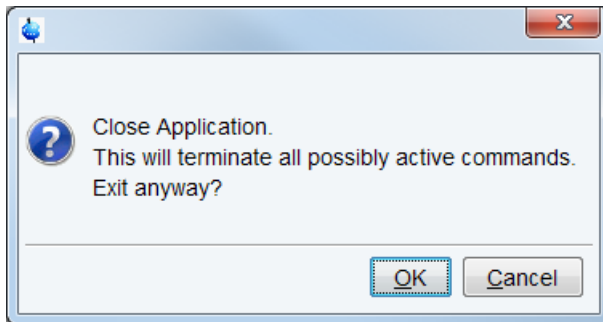 Close Application.
This will terminate all possibly active commands.
Exit anyway?
OK
Cancel